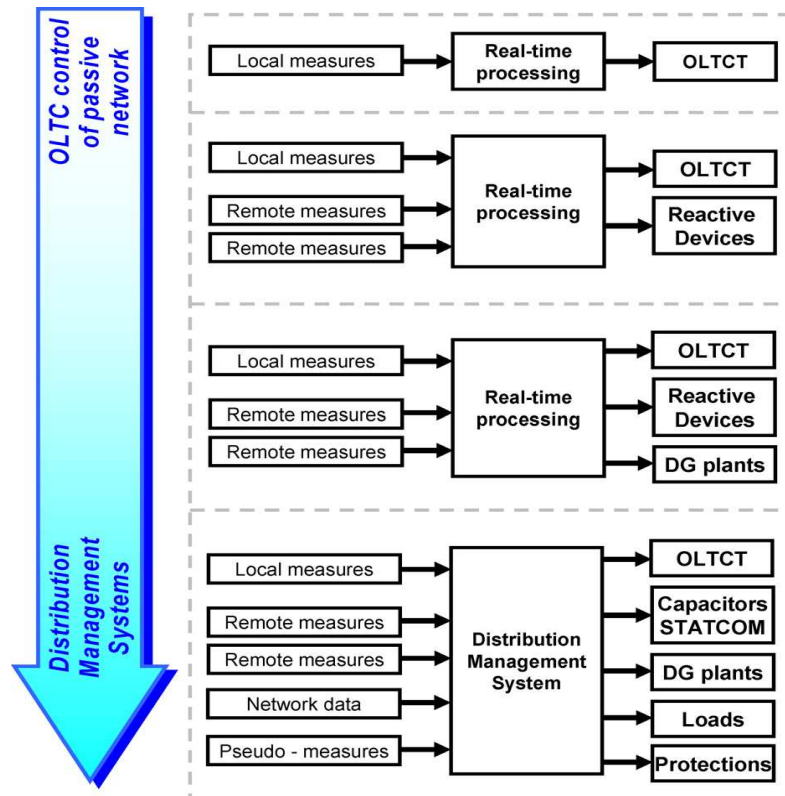 OLTC control
of passive
network
Local measures
Real-time
processing
OLTCT
Local measures
Remote measures
Remote measures
Real-time
processing
OLTCT
Reactive
Devices
Local measures
Remote measures
Remote measures
Real-time
processing
OLTCT
Reactive
Devices
DG plants
Distribution
Management
Systems
Local measures
Remote measures
Remote measures
Network data
Pseudo - measures
Distribution
Management
System
OLTCT
Capacitors
STATCOM
DG plants
Loads
Protections